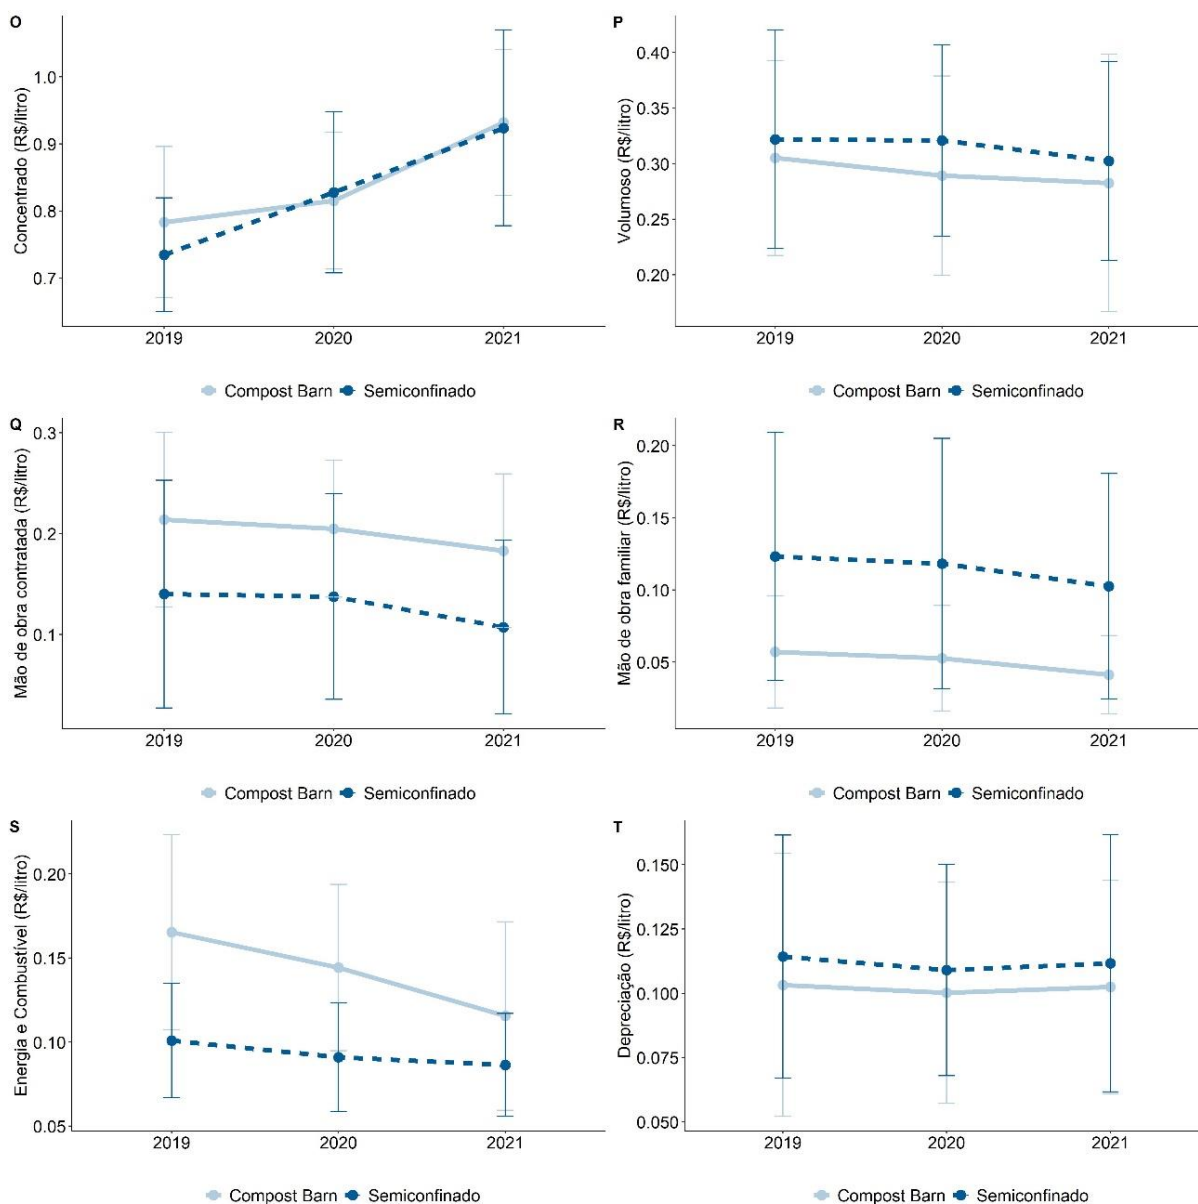 O
Concentrado (R$/litro)
1.0
0.9
0.8
0.7
2019 2020 2021
Compost Barn Semiconfinado
P
Volumoso (R$/litro)
0.40
0.35
0.30
0.25
0.20
2019 2020 2021
Compost Barn Semiconfinado
Q
Mão de obra contratada (R$/litro)
0.3
0.2
0.1
2019 2020 2021
Compost Barn Semiconfinado
R
Mão de obra familiar (R$/litro)
0.20
0.15
0.10
0.05
2019 2020 2021
Compost Barn Semiconfinado
S
Energia e Combustível (R$/litro)
0.20
0.15
0.10
0.05
2019 2020 2021
Compost Barn Semiconfinado
T
Depreciação (R$/litro)
0.150
0.125
0.100
0.075
0.050
2019 2020 2021
Compost Barn Semiconfinado